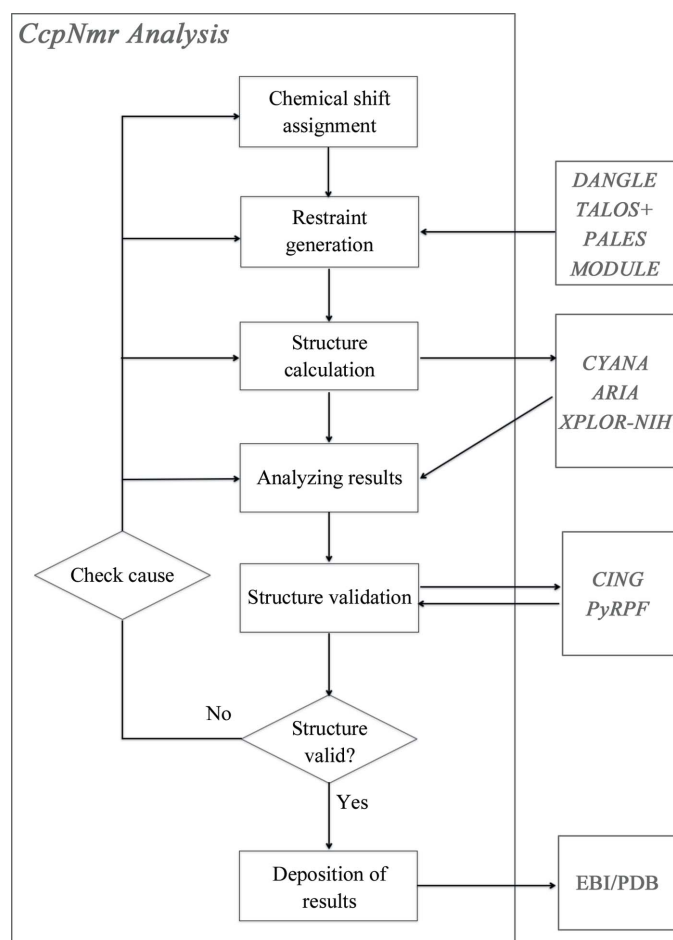 CcpNmr Analysis
Chemical shift
assignment
DANGLE
TALOS+
PALES
MODULE
Restraint
generation
Structure
calculation
CYANA
ARIA
XPLOR-NIH
Analyzing results
Check cause
Structure validation
CING
PyRPF
No
Structure
valid?
Yes
Deposition of
results
EBI/PDB